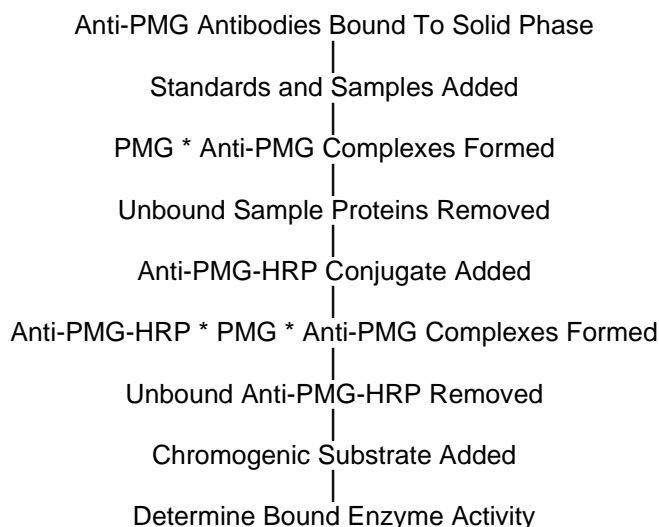 Anti-PMG Antibodies Bound To Solid Phase
Standards and Samples Added
PMG * Anti-PMG Complexes Formed
Unbound Sample Proteins Removed
Anti-PMG-HRP Conjugate Added
Anti-PMG-HRP * PMG * Anti-PMG Complexes Formed
Unbound Anti-PMG-HRP Removed
Chromogenic Substrate Added
Determine Bound Enzyme Activity